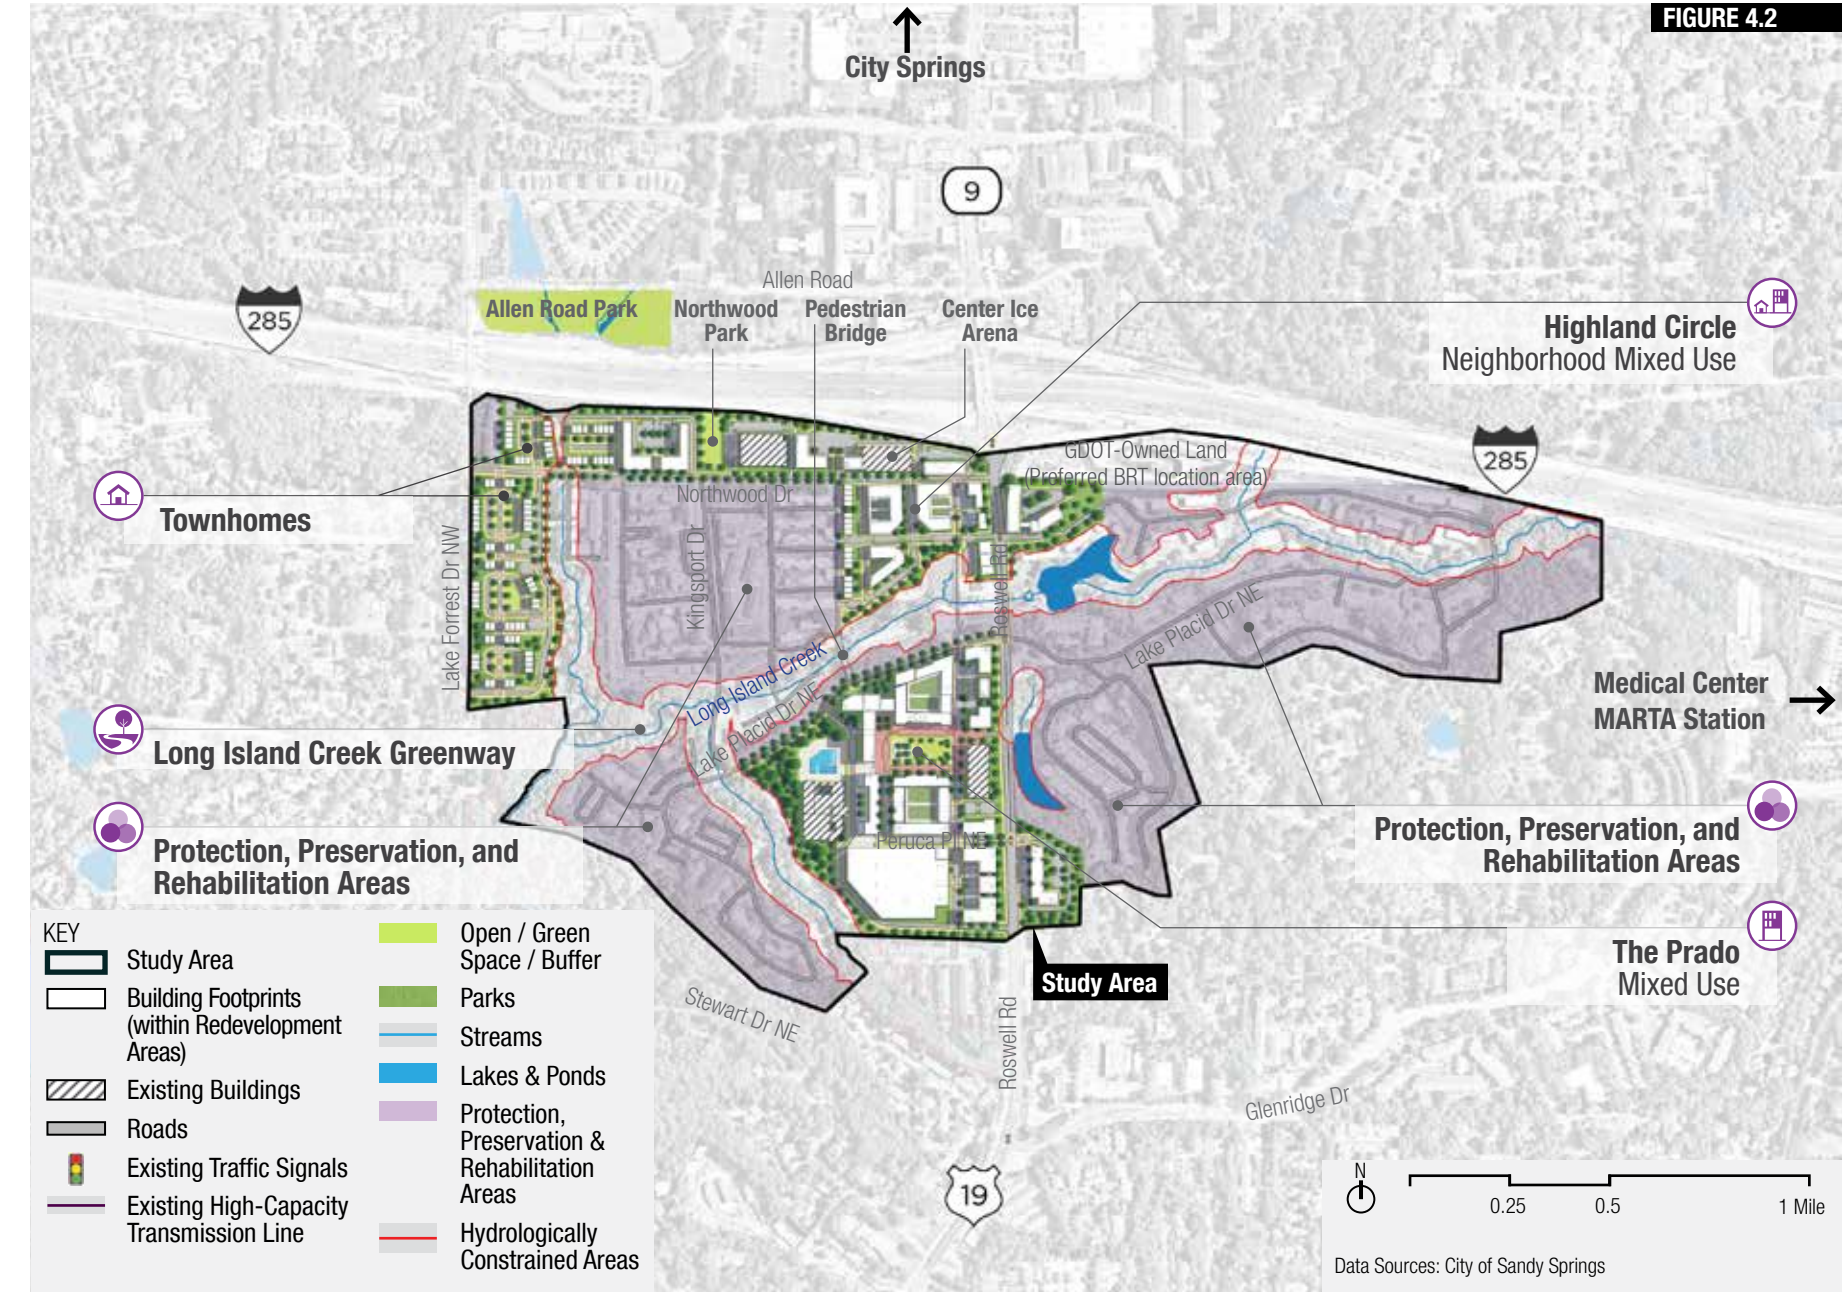 FIGURE 4.2
City Springs
9
285
Allen Road
Allen Road Park
Northwood
Park
Pedestrian
Bridge
Center Ice
Arena
Highland Circle
Neighborhood Mixed Use
GDOT-Owned Land
(Preferred BRT location area)
285
Townhomes
Northwood Dr
Kingsport Dr
Lake Forrest Dr NW
Roswell Rd
Lake Placid Dr NE
Long Island Creek
Lake Placid Dr NE
Medical Center
MARTA Station
Long Island Creek Greenway
Protection, Preservation, and
Rehabilitation Areas
Peruca Pl NE
Protection, Preservation, and
Rehabilitation Areas
The Prado
Mixed Use
Study Area
Stewart Dr NE
Roswell Rd
Glenridge Dr
19
KEY
Study Area
Building Footprints
(within Redevelopment
Areas)
Existing Buildings
Roads
Existing Traffic Signals
Existing High-Capacity
Transmission Line
Open / Green
Space / Buffer
Parks
Streams
Lakes & Ponds
Protection,
Preservation &
Rehabilitation
Areas
Hydrologically
Constrained Areas
N
0.25
0.5
1 Mile
Data Sources: City of Sandy Springs